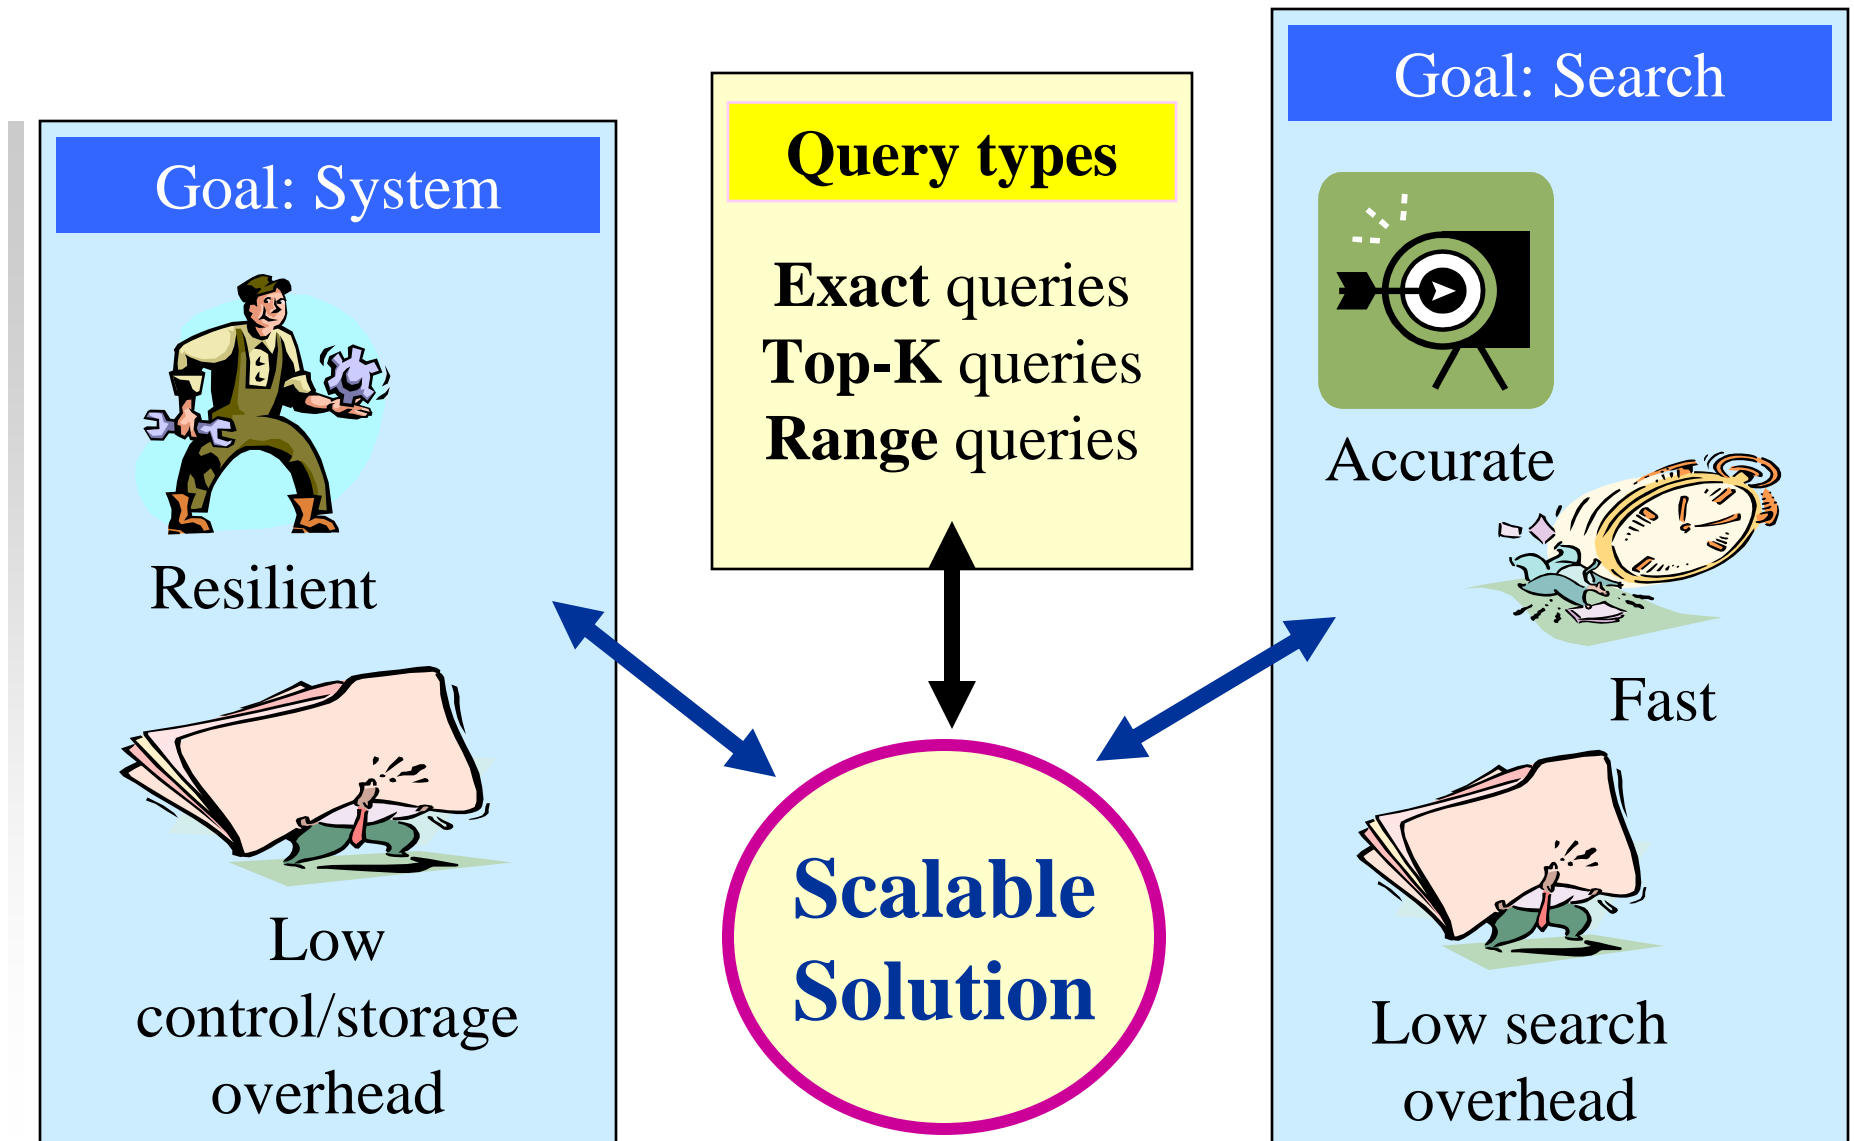 Goal: System
Resilient
Low
control/storage
overhead
Query types
Exact queries
Top-K queries
Range queries
Scalable
Solution
Goal: Search
Accurate
Fast
Low search
overhead